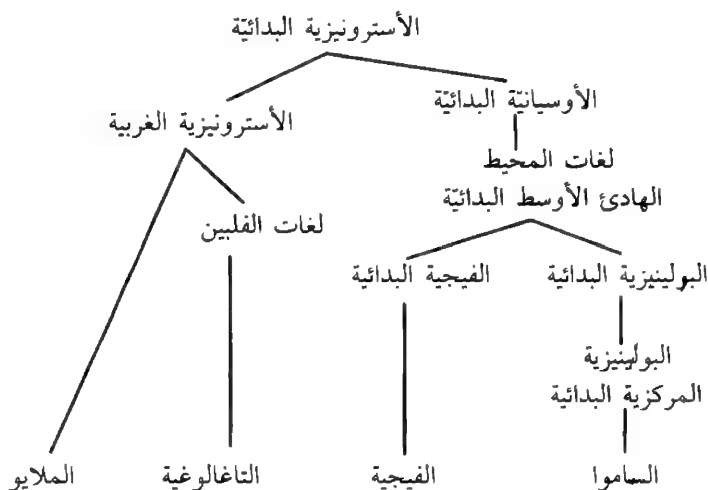 الأسترونيزية البدائيّة
الأوسيانيّة البدائيّة
الأسترونيزية الغربية
لغات المحيط
الهادئ الأوسط البدائيّة
لغات الفلبين
البولينيزية البدائية
الفيجية البدائية
البولينيزية
المركزية البدائية
الساموا
الفيجية
التاغالوغية
الملايو